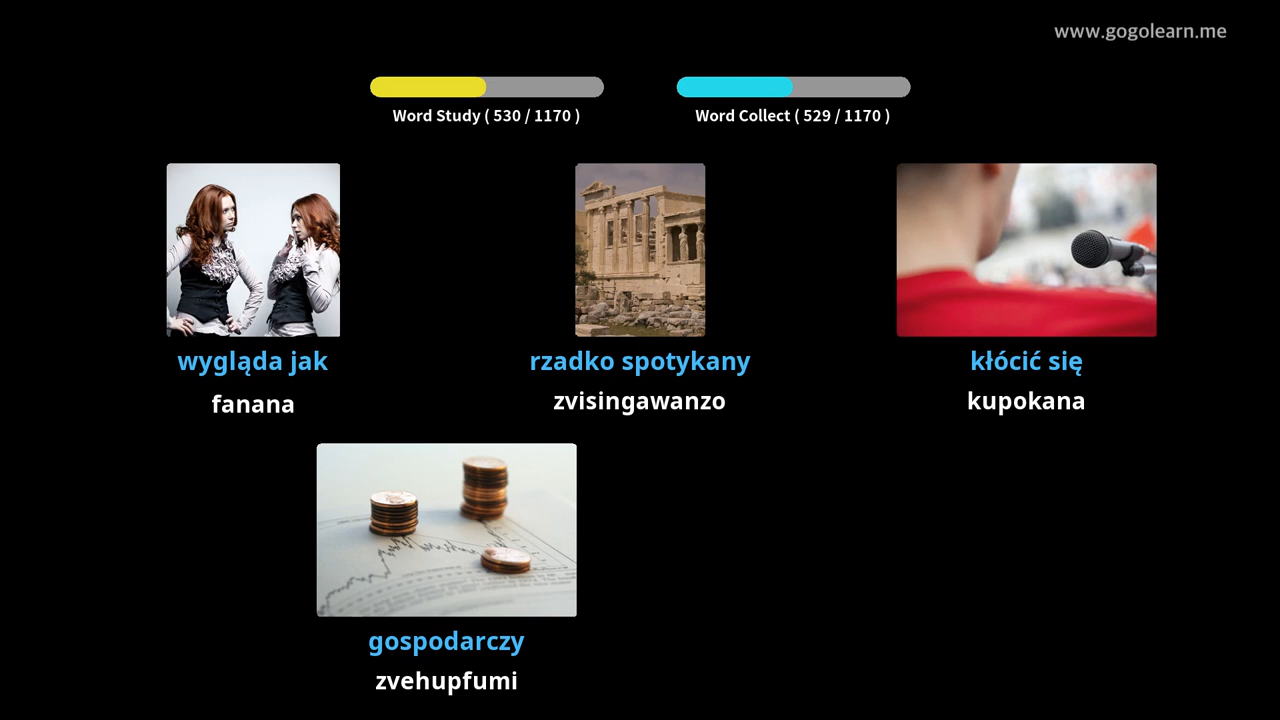 www.gogolearn.me
Word Study ( 530 / 1170 )
Word Collect ( 529 / 1170 )
wygląda jak
fanana
rzadko spotykany
zvisingawanzo
kłócić się
kupokana
gospodarczy
zvehupfumi